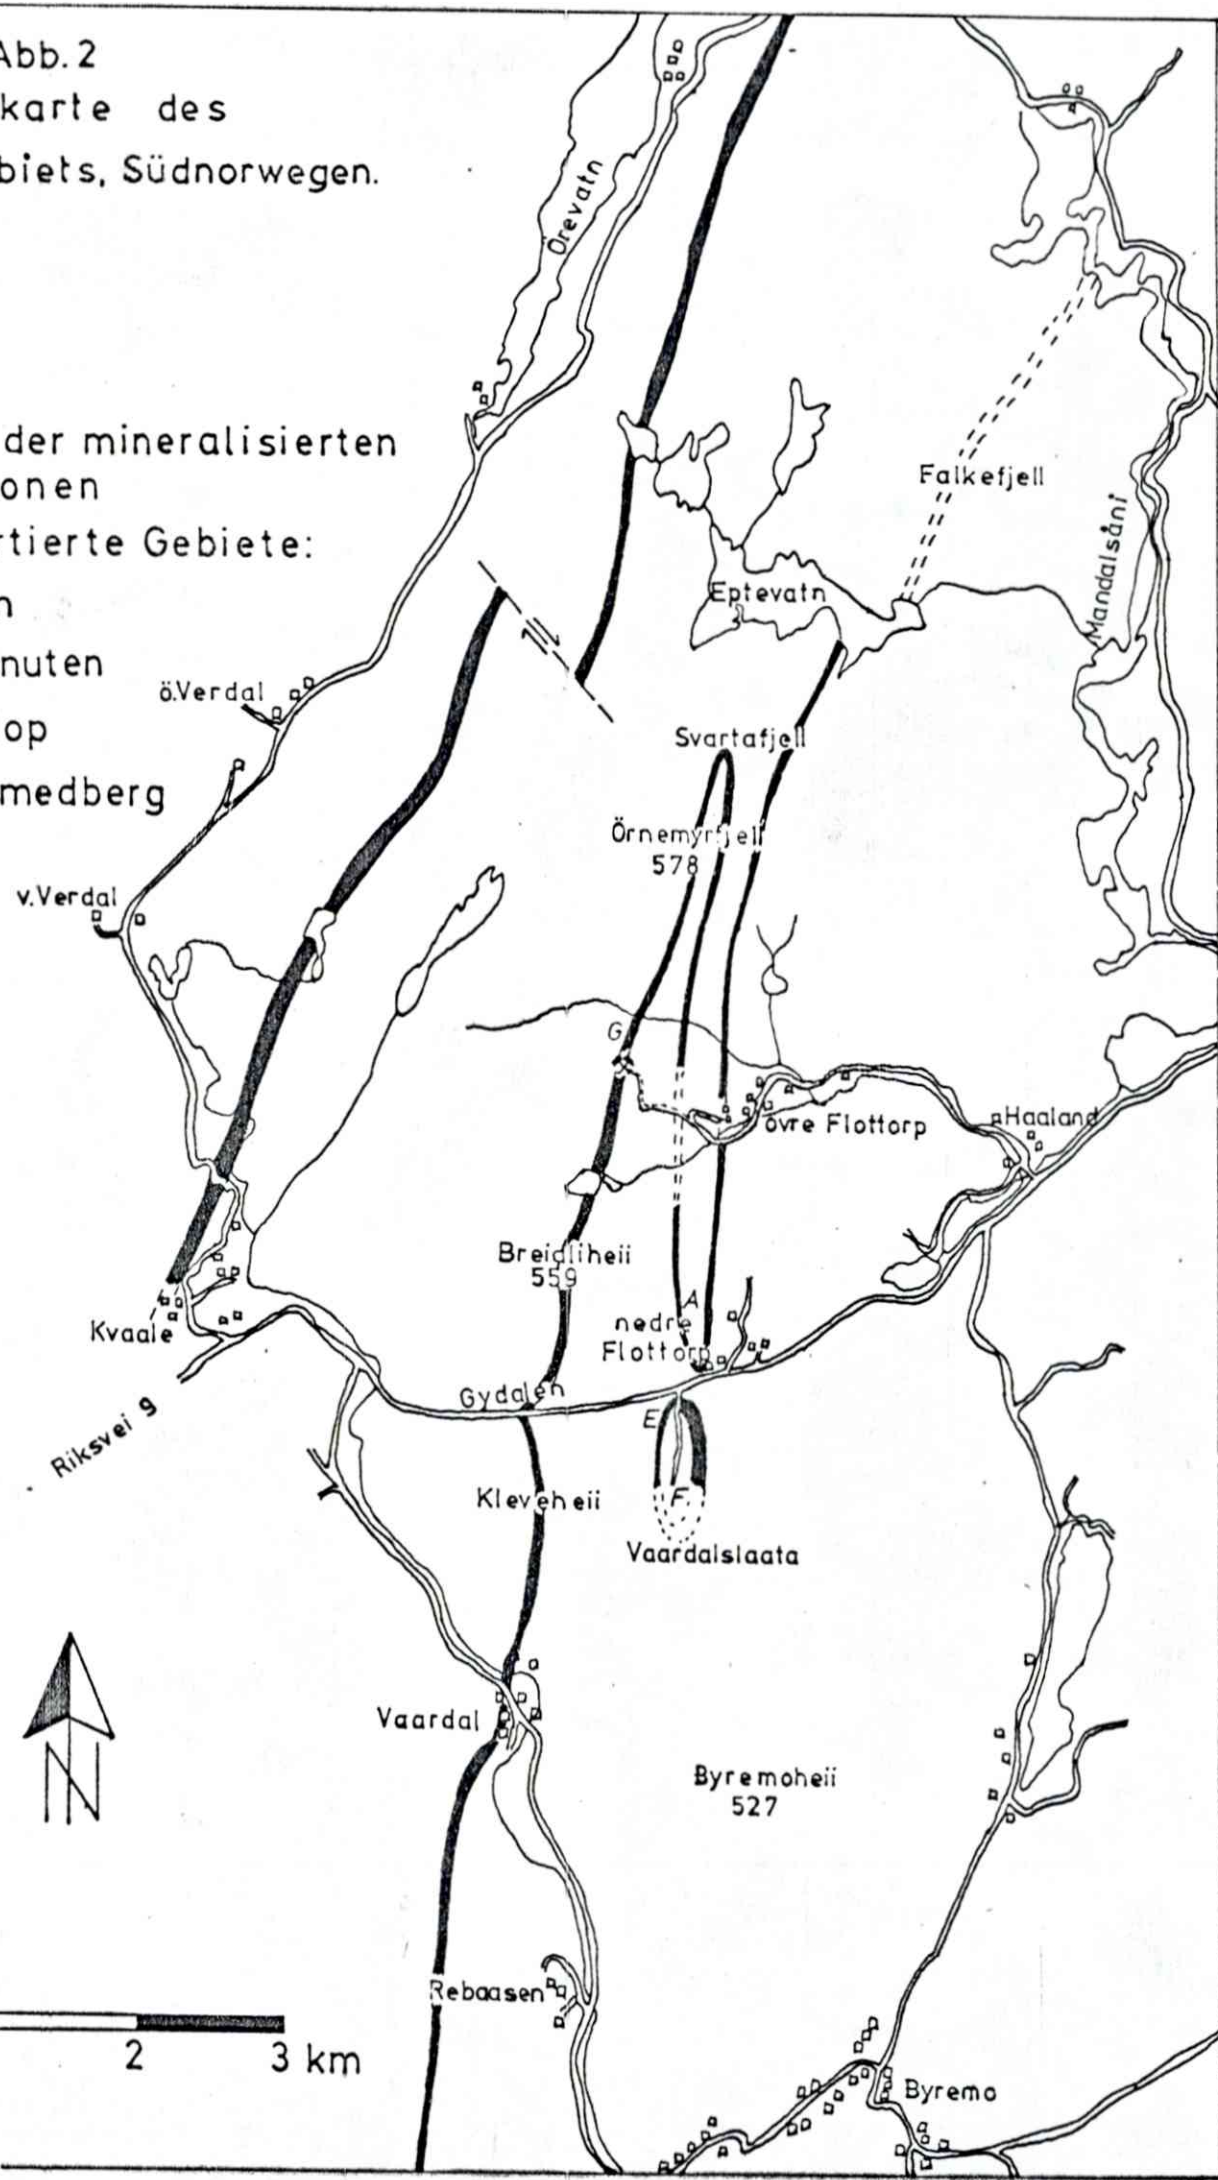 Abb. 2
karte des
biets, Südnorwegen.
der mineralisierten
onen
rtierte Gebiete:
n
nuten
op
medberg
Örevatn
Falkefjell
Mandalsåni
Eptevatn
ö.Verdal
Svartafjell
Örnemyrfjell
578
v.Verdal
G
övre Flottorp
Haaland
Breidliheii
559
A
nedre
Flottorp
Kvaale
Gydalen
E
Riksvei 9
Kleveheii
F
Vaardalslaata
N
Vaardal
Byremoheii
527
Rebaasen
2 3 km
Byremo